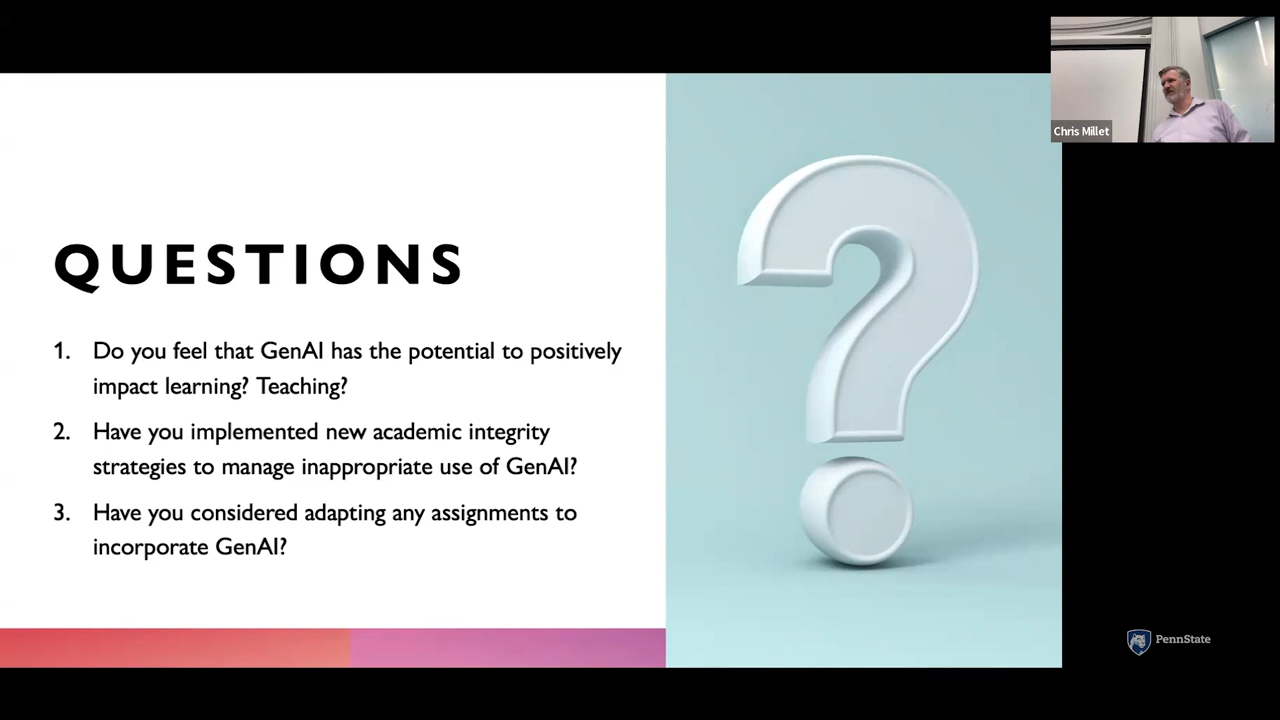 Chris Millet
QUESTIONS
1. Do you feel that GenAI has the potential to positively
impact learning? Teaching?
2. Have you implemented new academic integrity
strategies to manage inappropriate use of GenAI?
3. Have you considered adapting any assignments to
incorporate GenAI?
PennState